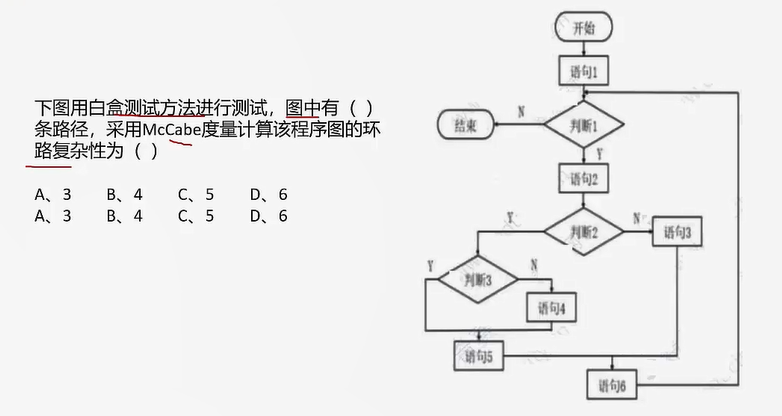 下图用白盒测试方法进行测试，图中有（ ）
条路径，采用McCabe度量计算该程序图的环
路复杂性为（ ）
A、3 B、4 C、5 D、6
A、3 B、4 C、5 D、6
开始
语句1
结束
N
判断1
Y
语句2
Y
判断2
N
语句3
Y
判断3
N
语句4
语句5
语句6